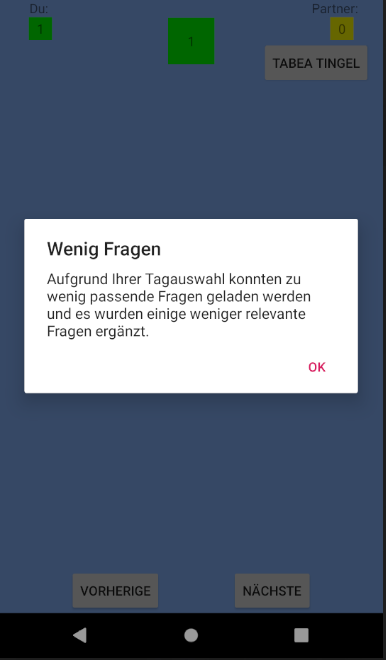 Du:
Partner:
1
1
0
TABEA TINGEL
Wenig Fragen
Aufgrund Ihrer Tagauswahl konnten zu
wenig passende Fragen geladen werden
und es wurden einige weniger relevante
Fragen ergänzt.
OK
VORHERIGE
NÄCHSTE